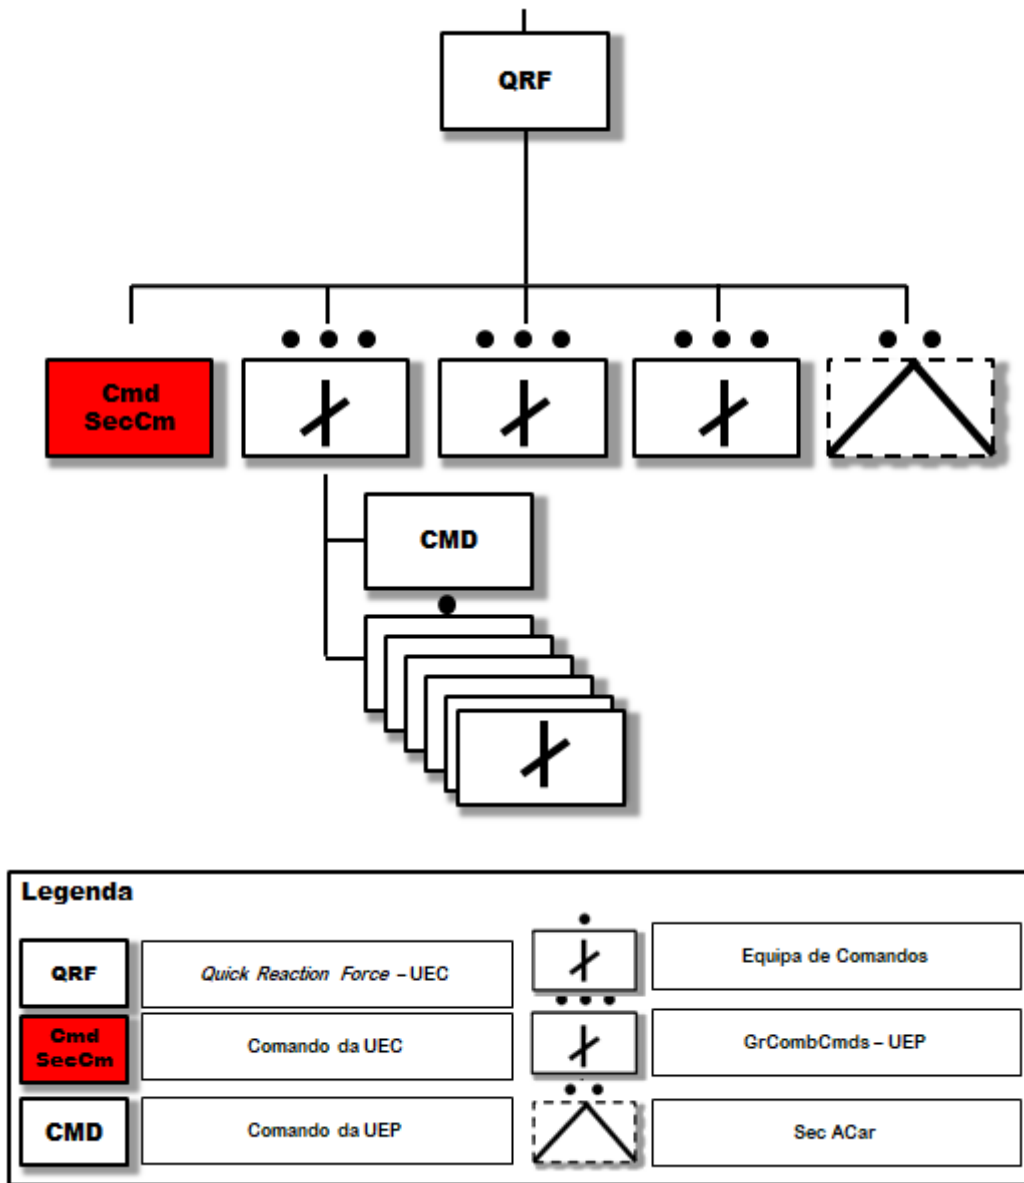 QRF
Cmd
SecCm
CMD
Legenda
QRF
Quick Reaction Force – UEC
Cmd
SecCm
Comando da UEC
CMD
Comando da UEP
Equipa de Comandos
GrCombCmds – UEP
Sec ACar